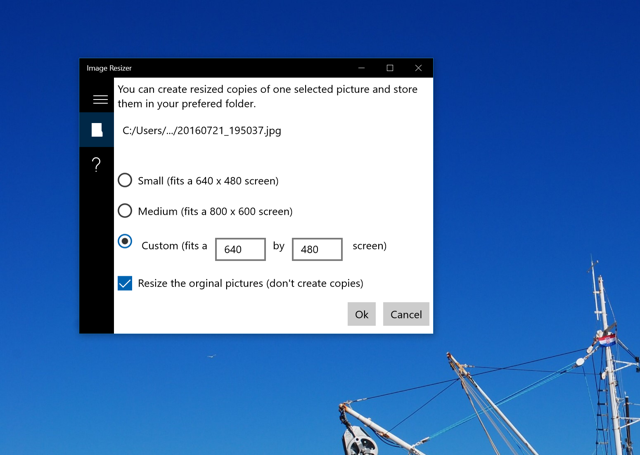 Image Resizer
You can create resized copies of one selected picture and store
them in your prefered folder.
C:/Users/.../20160721_195037.jpg
?
Small (fits a 640 x 480 screen)
Medium (fits a 800 x 600 screen)
Custom (fits a 640 by 480 screen)
Resize the orginal pictures (don't create copies)
Ok Cancel